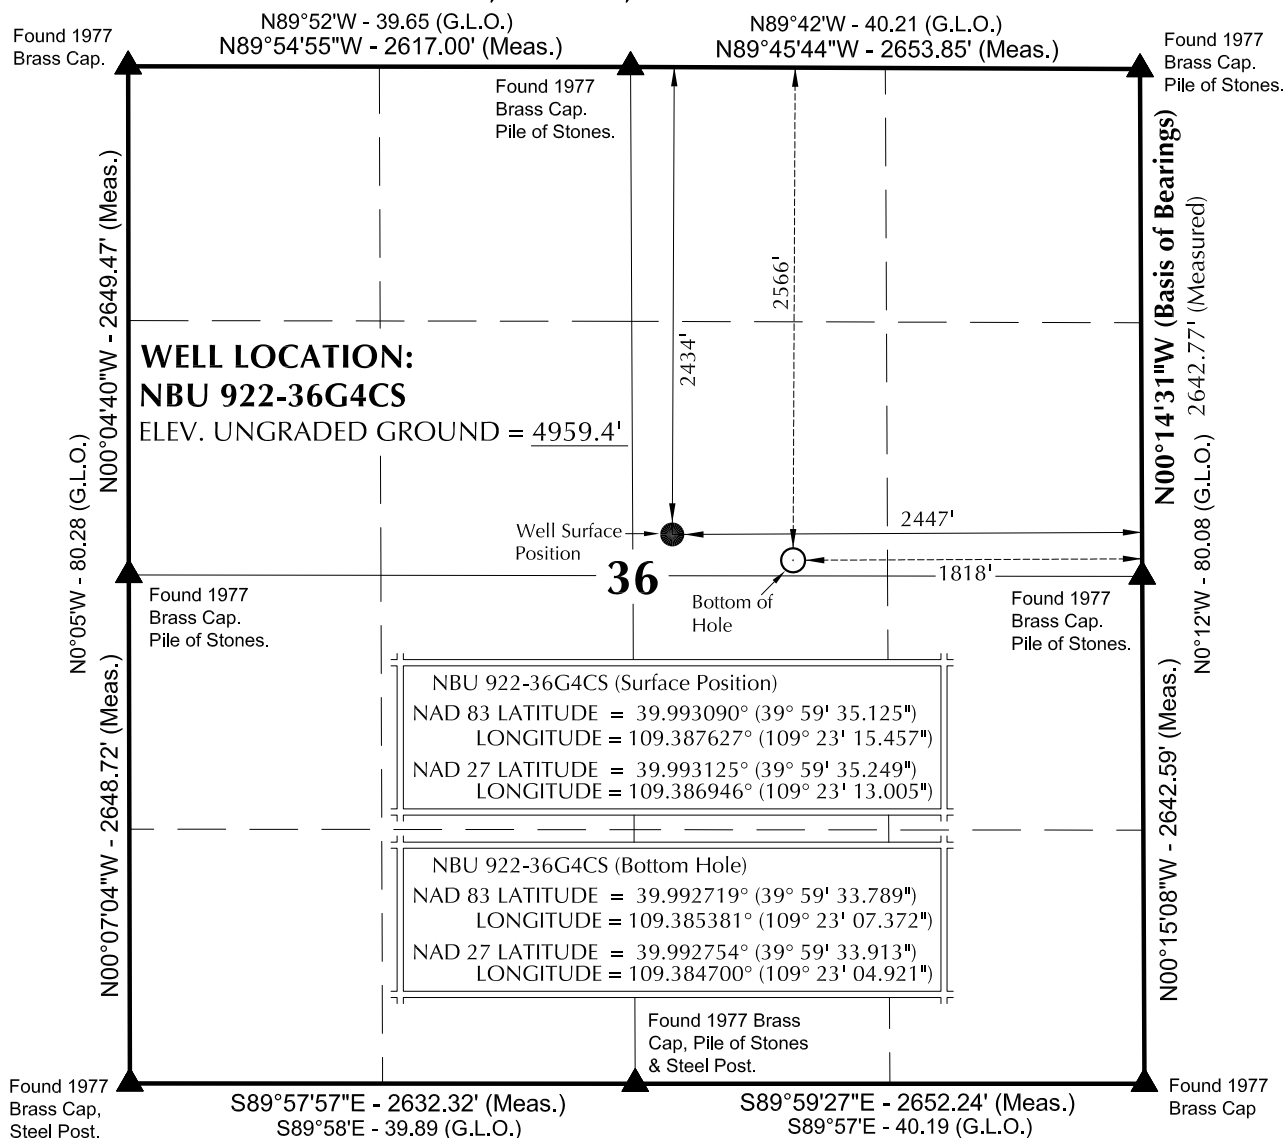 N89°52'W - 39.65 (G.L.O.)
N89°54'55"W - 2617.00' (Meas.)
N89°42'W - 40.21 (G.L.O.)
N89°45'44"W - 2653.85' (Meas.)
Found 1977
Brass Cap.
Found 1977
Brass Cap.
Pile of Stones.
Found 1977
Brass Cap.
Pile of Stones.
N00°04'40"W - 2649.47' (Meas.)
N0°05'W - 80.28 (G.L.O.)
N00°14'31"W (Basis of Bearings)
2642.77' (Measured)
N0°12'W - 80.08 (G.L.O.)
2566'
2434'
WELL LOCATION:
NBU 922-36G4CS
ELEV. UNGRADED GROUND = 4959.4'
Well Surface
Position
2447'
1818'
36
Bottom of
Hole
Found 1977
Brass Cap.
Pile of Stones.
Found 1977
Brass Cap.
Pile of Stones.
NBU 922-36G4CS (Surface Position)
NAD 83 LATITUDE = 39.993090° (39° 59' 35.125")
LONGITUDE = 109.387627° (109° 23' 15.457")
NAD 27 LATITUDE = 39.993125° (39° 59' 35.249")
LONGITUDE = 109.386946° (109° 23' 13.005")
NBU 922-36G4CS (Bottom Hole)
NAD 83 LATITUDE = 39.992719° (39° 59' 33.789")
LONGITUDE = 109.385381° (109° 23' 07.372")
NAD 27 LATITUDE = 39.992754° (39° 59' 33.913")
LONGITUDE = 109.384700° (109° 23' 04.921")
N00°07'04"W - 2648.72' (Meas.)
N00°15'08"W - 2642.59' (Meas.)
Found 1977 Brass
Cap, Pile of Stones
& Steel Post.
Found 1977
Brass Cap,
Steel Post.
Found 1977
Brass Cap
S89°57'57"E - 2632.32' (Meas.)
S89°58'E - 39.89 (G.L.O.)
S89°59'27"E - 2652.24' (Meas.)
S89°57'E - 40.19 (G.L.O.)